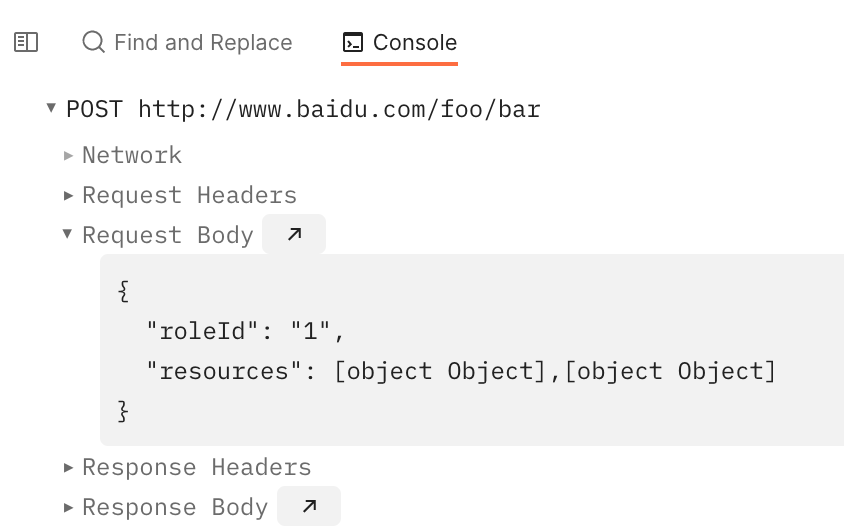 Find and Replace Console
POST http://www.baidu.com/foo/bar
Network
Request Headers
Request Body
{
"roleId": "1",
"resources": [object Object],[object Object]
}
Response Headers
Response Body